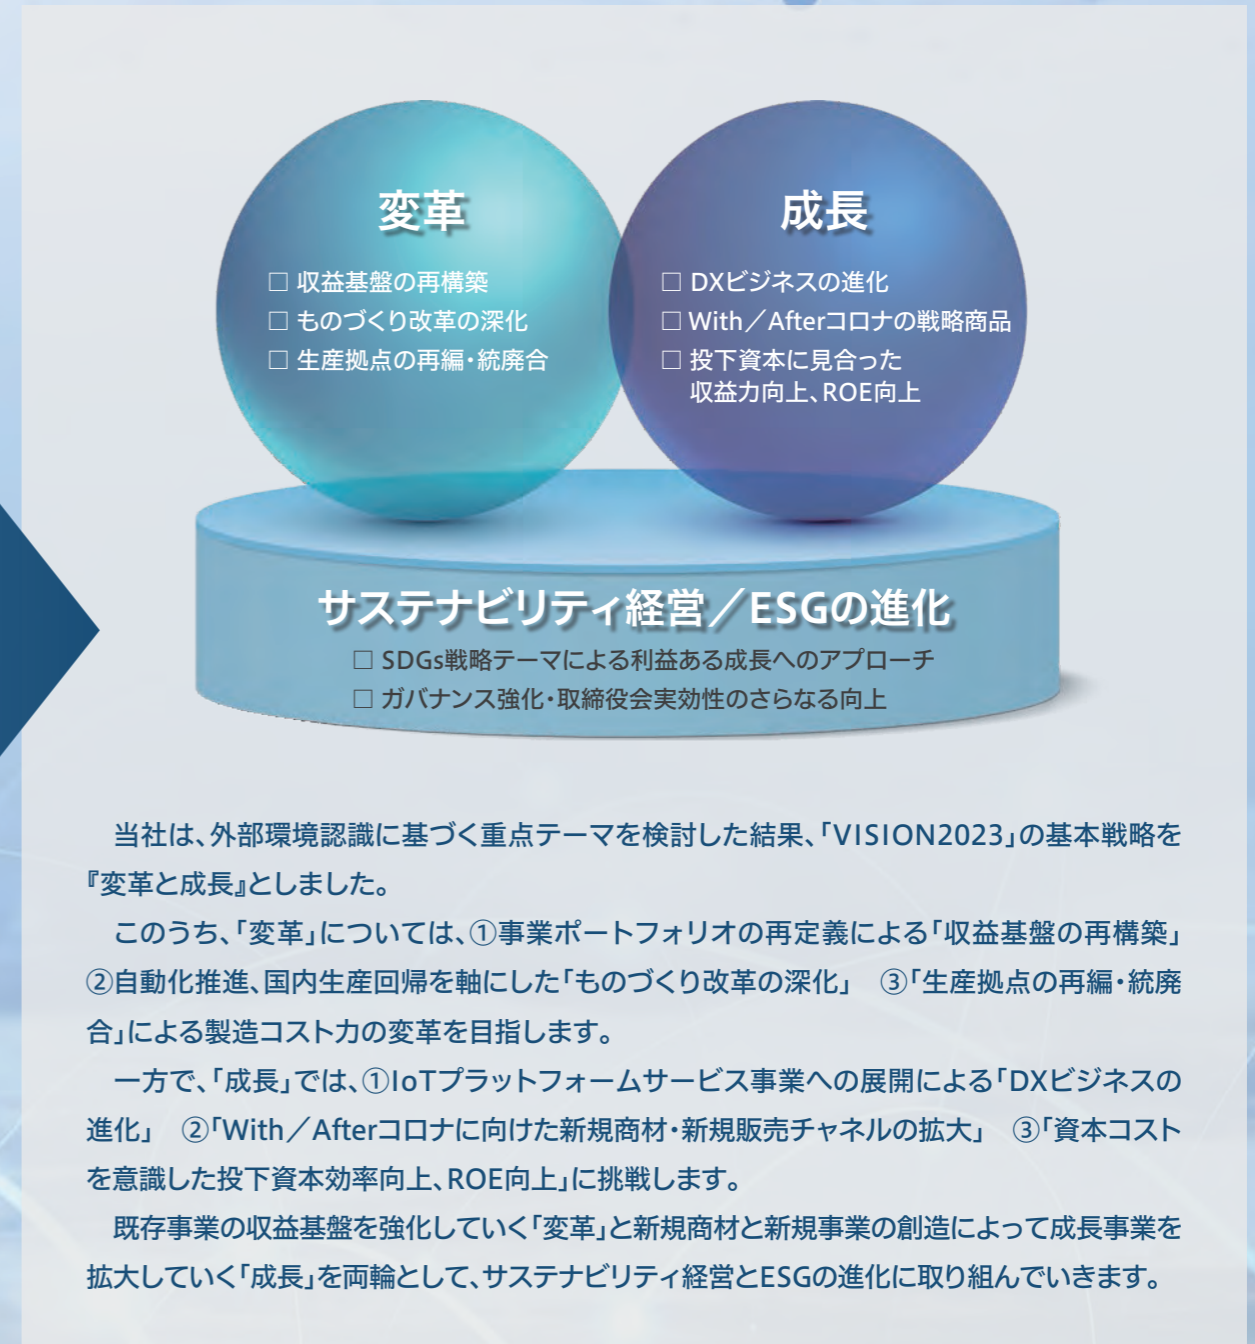 変革
□ 収益基盤の再構築
□ ものづくり改革の深化
□ 生産拠点の再編・統廃合
成長
□ DXビジネスの進化
□ With／Afterコロナの戦略商品
□ 投下資本に見合った
収益力向上、ROE向上
サステナビリティ経営／ESGの進化
□ SDGs戦略テーマによる利益ある成長へのアプローチ
□ ガバナンス強化・取締役会実効性のさらなる向上
当社は、外部環境認識に基づく重点テーマを検討した結果、「VISION2023」の基本戦略を
『変革と成長』としました。
このうち、「変革」については、①事業ポートフォリオの再定義による「収益基盤の再構築」
②自動化推進、国内生産回帰を軸にした「ものづくり改革の深化」　③「生産拠点の再編・統廃
合」による製造コスト力の変革を目指します。
一方で、「成長」では、①IoTプラットフォームサービス事業への展開による「DXビジネスの
進化」　②「With／Afterコロナに向けた新規商材・新規販売チャネルの拡大」　③「資本コスト
を意識した投下資本効率向上、ROE向上」に挑戦します。
既存事業の収益基盤を強化していく「変革」と新規商材と新規事業の創造によって成長事業を
拡大していく「成長」を両輪として、サステナビリティ経営とESGの進化に取り組んでいきます。